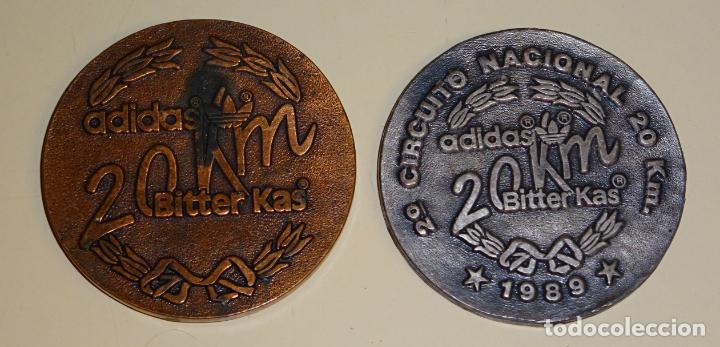 adidas®
20 Km
Bitter Kas®
2º CIRCUITO NACIONAL 20 Km.
adidas®
20 Km
Bitter Kas®
1989
todocoleccion